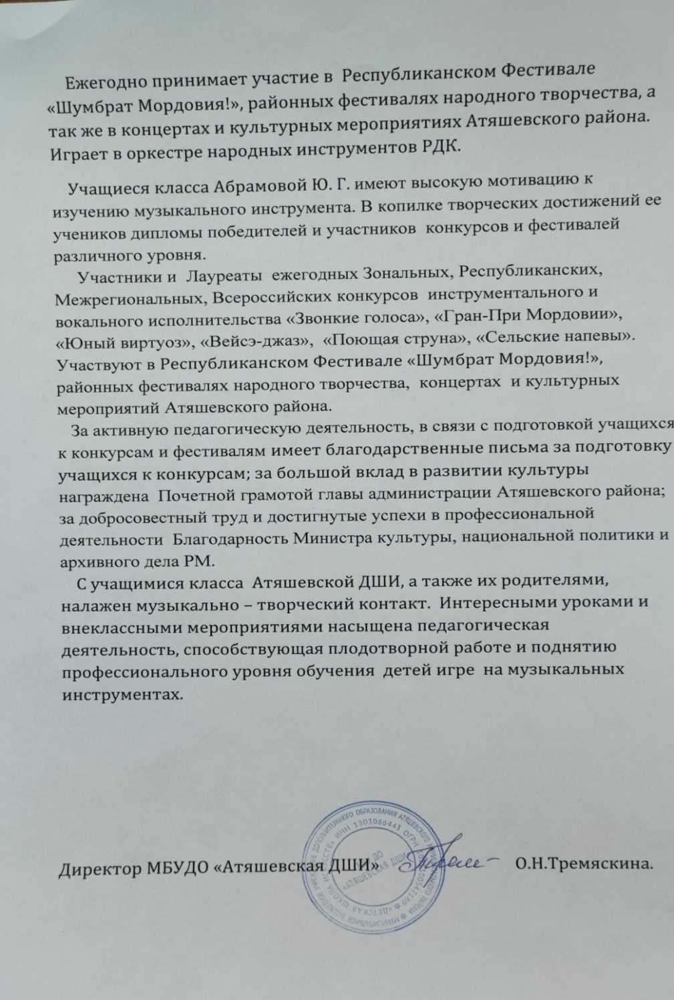 Ежегодно принимает участие в Республиканском Фестивале
«Шумбрат Мордовия!», районных фестивалях народного творчества, а
так же в концертах и культурных мероприятиях Атяшевского района.
Играет в оркестре народных инструментов РДК.
Учащиеся класса Абрамовой Ю. Г. имеют высокую мотивацию к
изучению музыкального инструмента. В копилке творческих достижений ее
учеников дипломы победителей и участников конкурсов и фестивалей
различного уровня.
Участники и Лауреаты ежегодных Зональных, Республиканских,
Межрегиональных, Всероссийских конкурсов инструментального и
вокального исполнительства «Звонкие голоса», «Гран-При Мордовии»,
«Юный виртуоз», «Вейсэ-джаз», «Поющая струна», «Сельские напевы».
Участвуют в Республиканском Фестивале «Шумбрат Мордовия!»,
районных фестивалях народного творчества, концертах и культурных
мероприятий Атяшевского района.
За активную педагогическую деятельность, в связи с подготовкой учащихся
к конкурсам и фестивалям имеет благодарственные письма за подготовку
учащихся к конкурсам; за большой вклад в развитии культуры
награждена Почетной грамотой главы администрации Атяшевского района;
за добросовестный труд и достигнутые успехи в профессиональной
деятельности Благодарность Министра культуры, национальной политики и
архивного дела РМ.
С учащимися класса Атяшевской ДШИ, а также их родителями,
налажен музыкально – творческий контакт. Интересными уроками и
внеклассными мероприятиями насыщена педагогическая
деятельность, способствующая плодотворной работе и поднятию
профессионального уровня обучения детей игре на музыкальных
инструментах.
Директор МБУДО «Атяшевская ДШИ» О.Н.Тремяскина.
ДОПОЛНИТЕЛЬНОГО ОБРАЗОВАНИЯ АТЯШЕВСКОГО
МУНИЦИПАЛЬНОЕ БЮДЖЕТНОЕ
«ДЕТСКАЯ ШКОЛА ИСКУССТВ» ИНН 1303066443 ОГРН
ДО
«АТЯШЕВСКАЯ ДШИ»